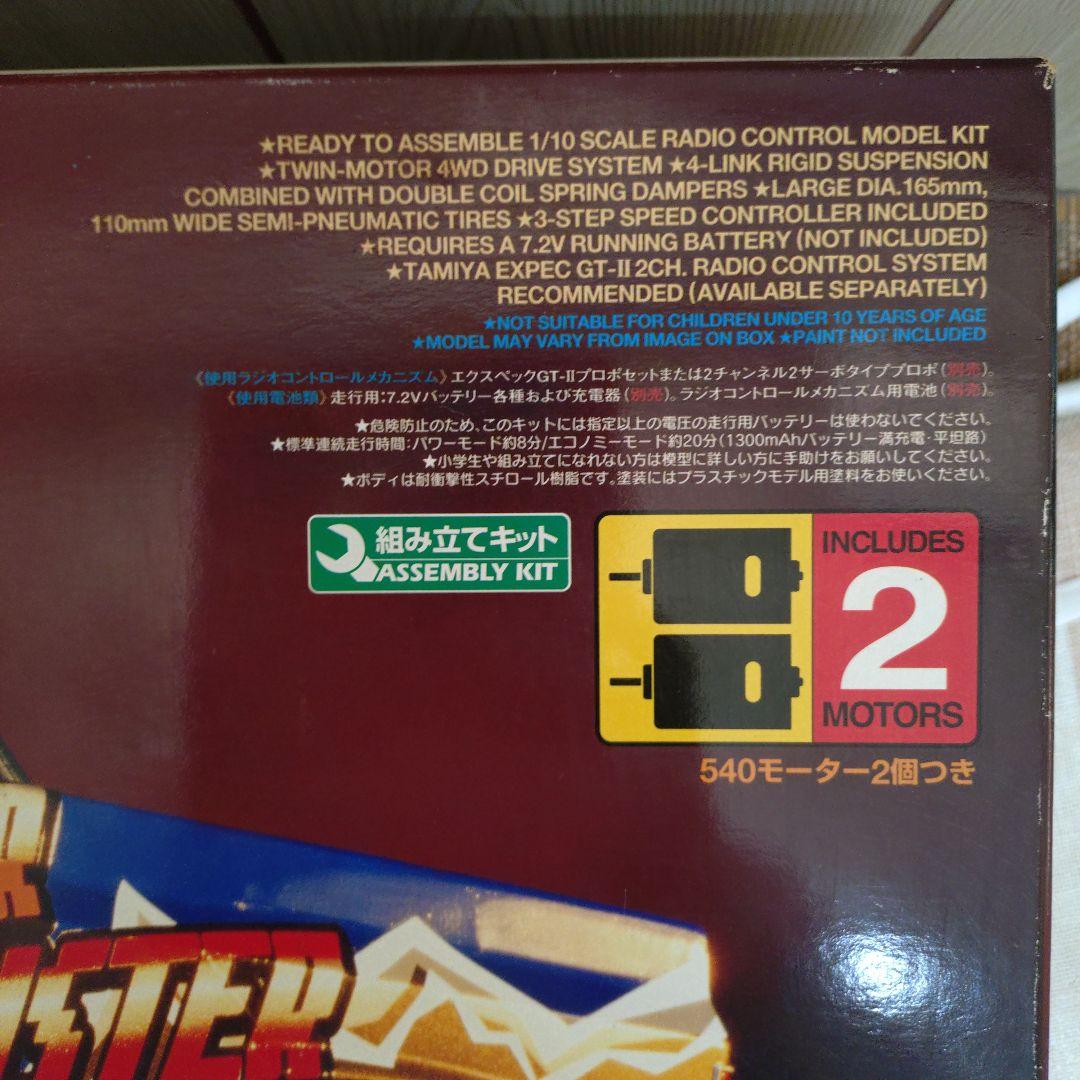 ★READY TO ASSEMBLE 1/10 SCALE RADIO CONTROL MODEL KIT
★TWIN-MOTOR 4WD DRIVE SYSTEM ★4-LINK RIGID SUSPENSION
COMBINED WITH DOUBLE COIL SPRING DAMPERS ★LARGE DIA.165mm,
110mm WIDE SEMI-PNEUMATIC TIRES ★3-STEP SPEED CONTROLLER INCLUDED
★REQUIRES A 7.2V RUNNING BATTERY (NOT INCLUDED)
★TAMIYA EXPEC GT-II 2CH. RADIO CONTROL SYSTEM
RECOMMENDED (AVAILABLE SEPARATELY)
★NOT SUITABLE FOR CHILDREN UNDER 10 YEARS OF AGE
★MODEL MAY VARY FROM IMAGE ON BOX ★PAINT NOT INCLUDED
《使用ラジオコントロールメカニズム》エクスペックGT-IIプロポセットまたは2チャンネル2サーボタイププロポ(別売)。
《使用電池類》走行用:7.2Vバッテリー各種および充電器(別売)。ラジオコントロールメカニズム用電池(別売)。
★危険防止のため、このキットには指定以上の電圧の走行用バッテリーは使わないでください。
★標準連続走行時間:パワーモード約8分/エコノミーモード約20分(1300mAhバッテリー満充電・平坦路)
★小学生や組み立てになれない方は模型に詳しい方に手助けをお願いしてください。
★ボディは耐衝撃性スチロール樹脂です。塗装にはプラスチックモデル用塗料をお使いください。
組み立てキット
ASSEMBLY KIT
INCLUDES
2
MOTORS
540モーター2個つき